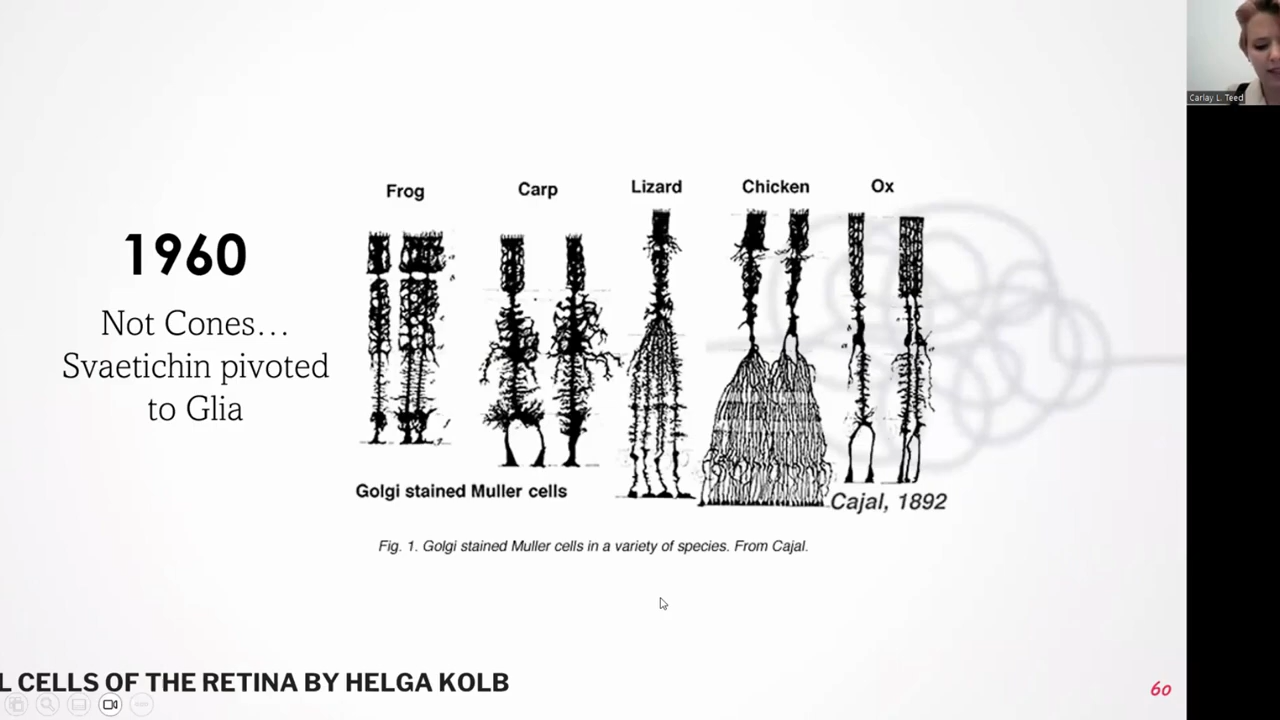 Carlay L. Teed
Frog Carp Lizard Chicken Ox
1960
Not Cones…
Svaetichin pivoted
to Glia
Golgi stained Muller cells
Cajal, 1892
Fig. 1. Golgi stained Muller cells in a variety of species. From Cajal.
L CELLS OF THE RETINA BY HELGA KOLB
60